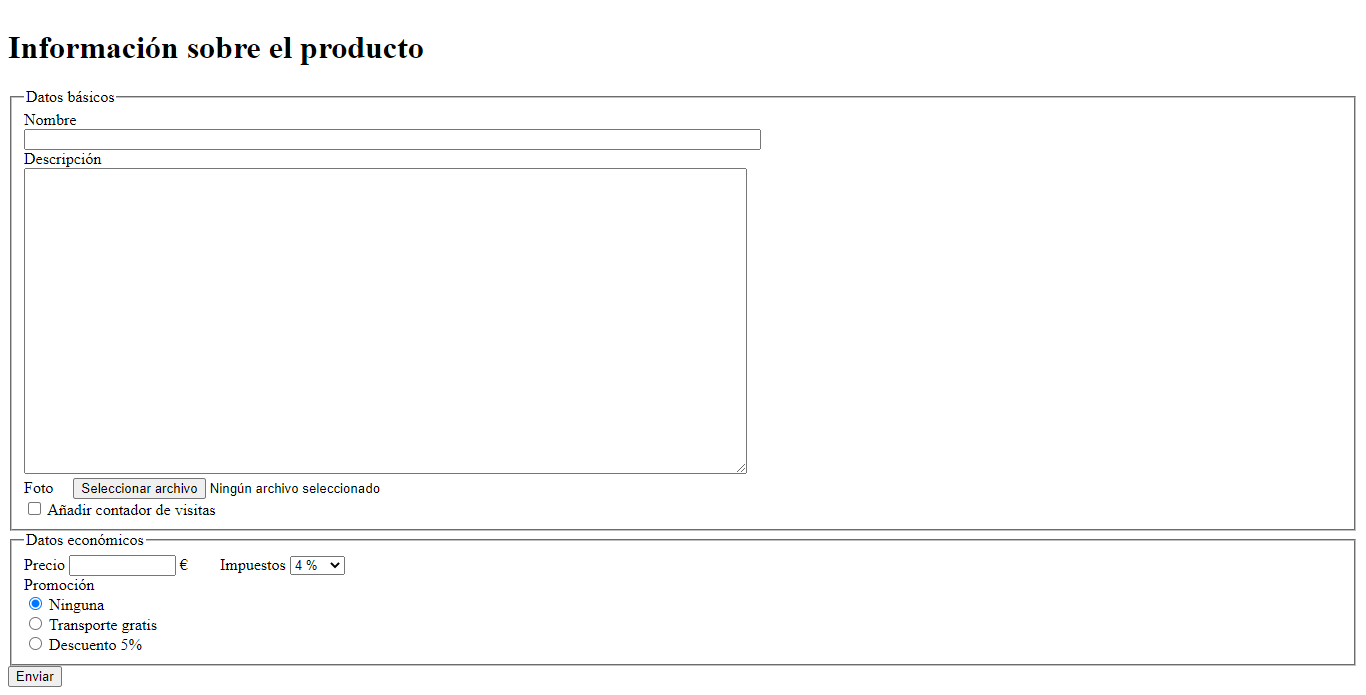 Información sobre el producto
Datos básicos
Nombre
Descripción
Foto Seleccionar archivo Ningún archivo seleccionado
Añadir contador de visitas
Datos económicos
Precio € Impuestos 4 %
Promoción
Ninguna
Transporte gratis
Descuento 5%
Enviar